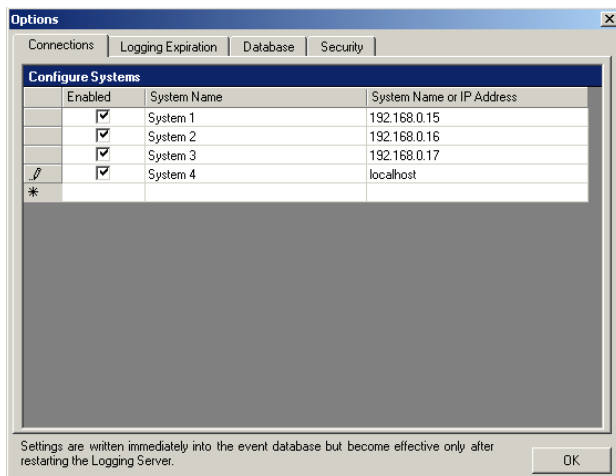 Options
Connections Logging Expiration Database Security
Configure Systems
Enabled System Name System Name or IP Address
System 1 192.168.0.15
System 2 192.168.0.16
System 3 192.168.0.17
System 4 localhost
Settings are written immediately into the event database but become effective only after
restarting the Logging Server.
OK